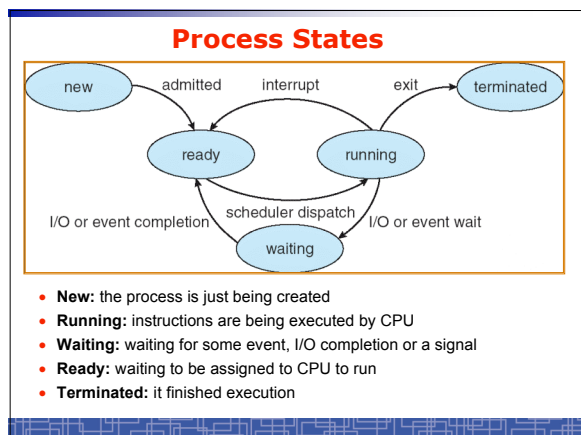 Process States
new
admitted
interrupt
exit
terminated
ready
running
I/O or event completion
scheduler dispatch
I/O or event wait
waiting
• New: the process is just being created
• Running: instructions are being executed by CPU
• Waiting: waiting for some event, I/O completion or a signal
• Ready: waiting to be assigned to CPU to run
• Terminated: it finished execution